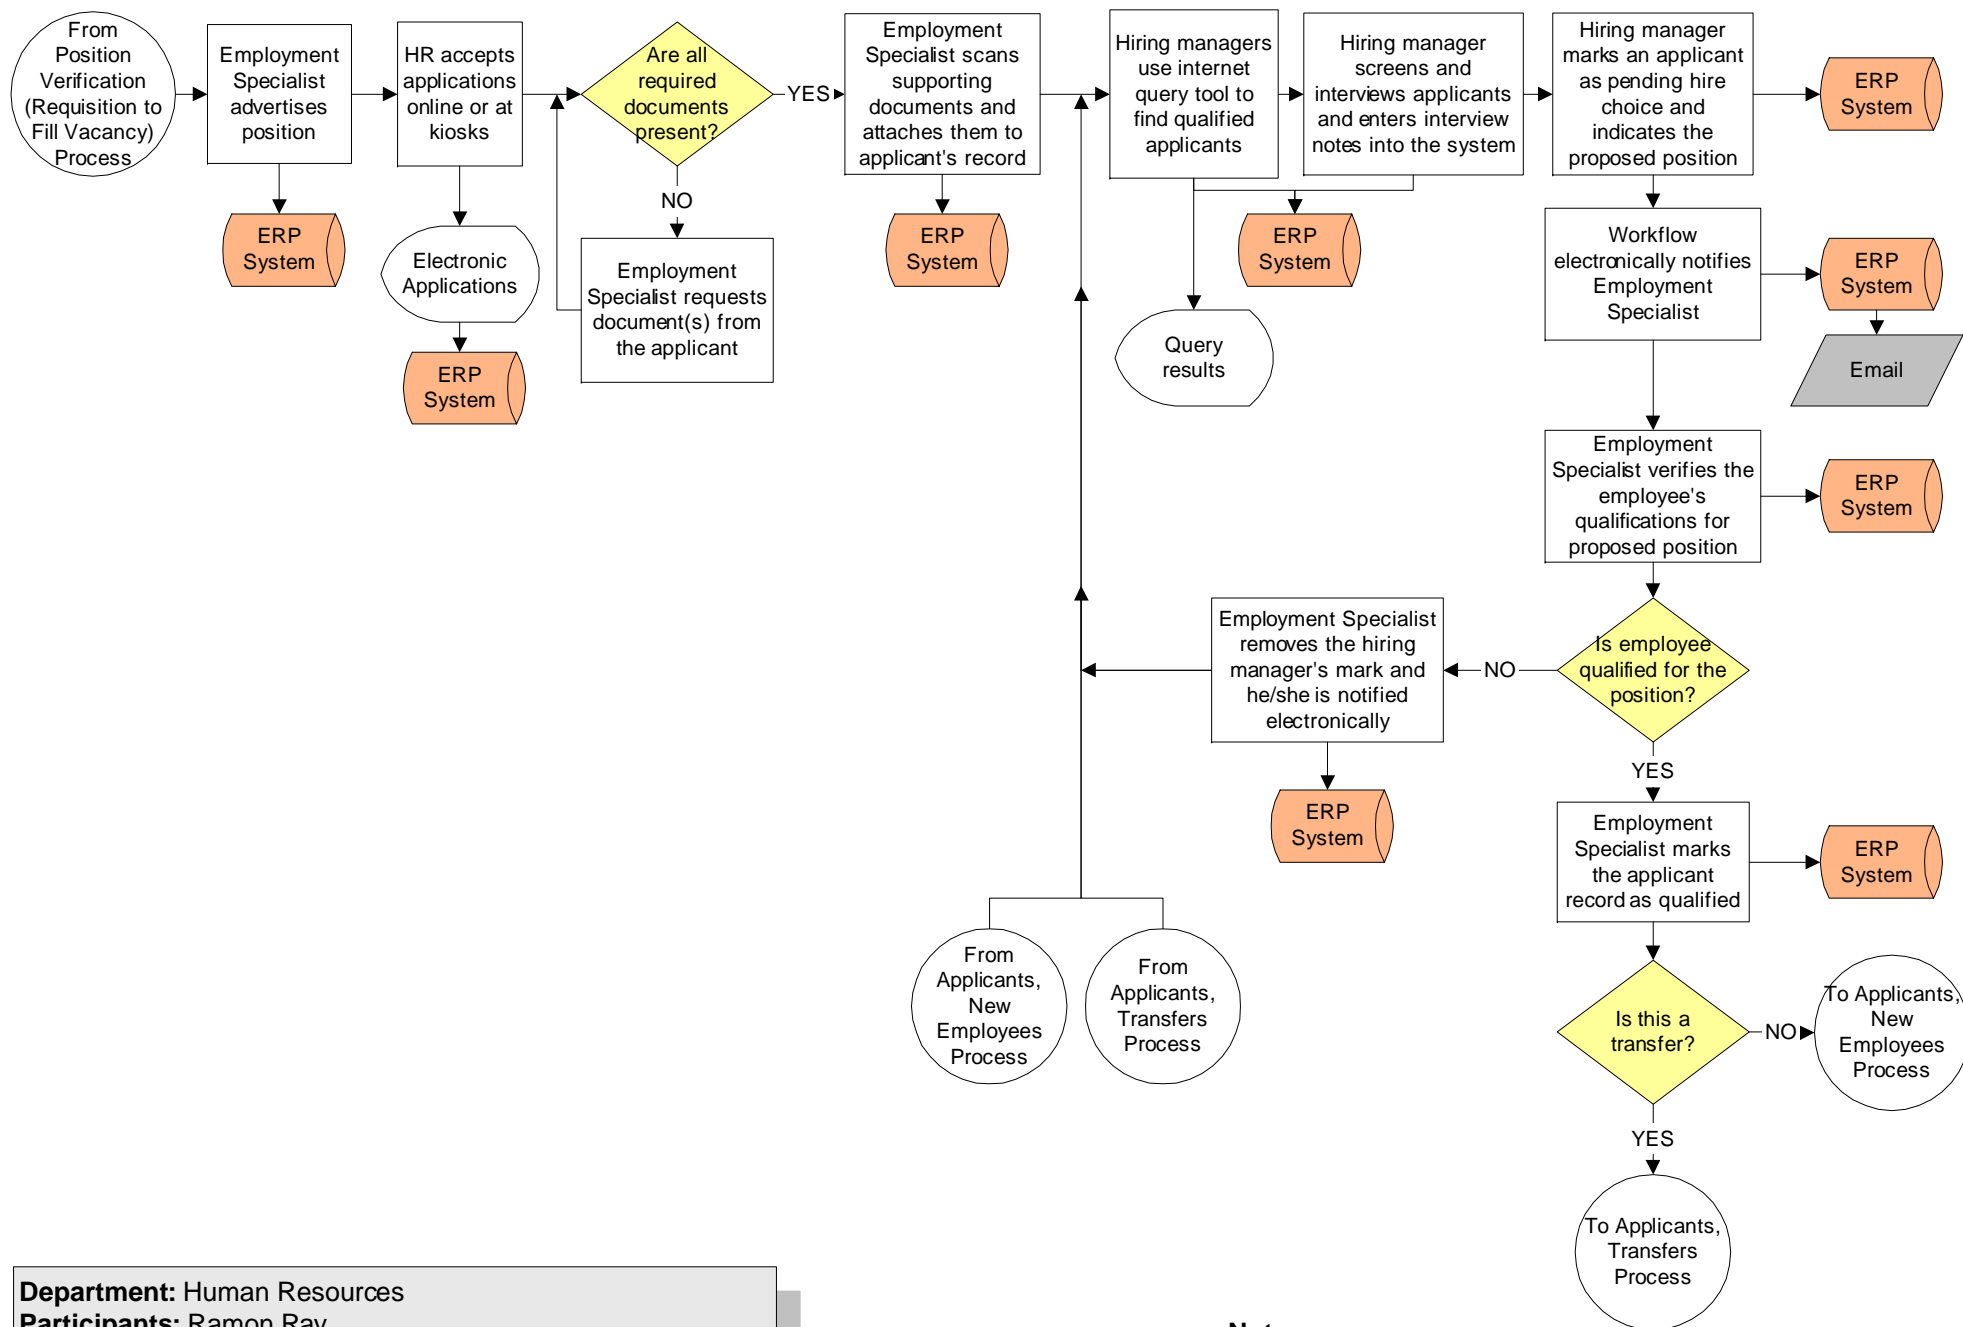 From
Position
Verification
(Requisition to
Fill Vacancy)
Process
Employment
Specialist
advertises
position
ERP
System
HR accepts
applications
online or at
kiosks
Electronic
Applications
ERP
System
Are all
required
documents
present?
YES
NO
Employment
Specialist requests
document(s) from
the applicant
Employment
Specialist scans
supporting
documents and
attaches them to
applicant's record
ERP
System
Hiring managers
use internet
query tool to
find qualified
applicants
Query
results
Hiring manager
screens and
interviews applicants
and enters interview
notes into the system
ERP
System
Hiring manager
marks an applicant
as pending hire
choice and
indicates the
proposed position
ERP
System
Workflow
electronically notifies
Employment
Specialist
ERP
System
Email
Employment
Specialist verifies the
employee's
qualifications for
proposed position
ERP
System
Is employee
qualified for the
position?
NO
Employment Specialist
removes the hiring
manager's mark and
he/she is notified
electronically
ERP
System
YES
Employment
Specialist marks
the applicant
record as qualified
ERP
System
From
Applicants,
New
Employees
Process
From
Applicants,
Transfers
Process
Is this a
transfer?
NO
To Applicants,
New
Employees
Process
YES
To Applicants,
Transfers
Process
Department: Human Resources
Participants: Ramon Ray